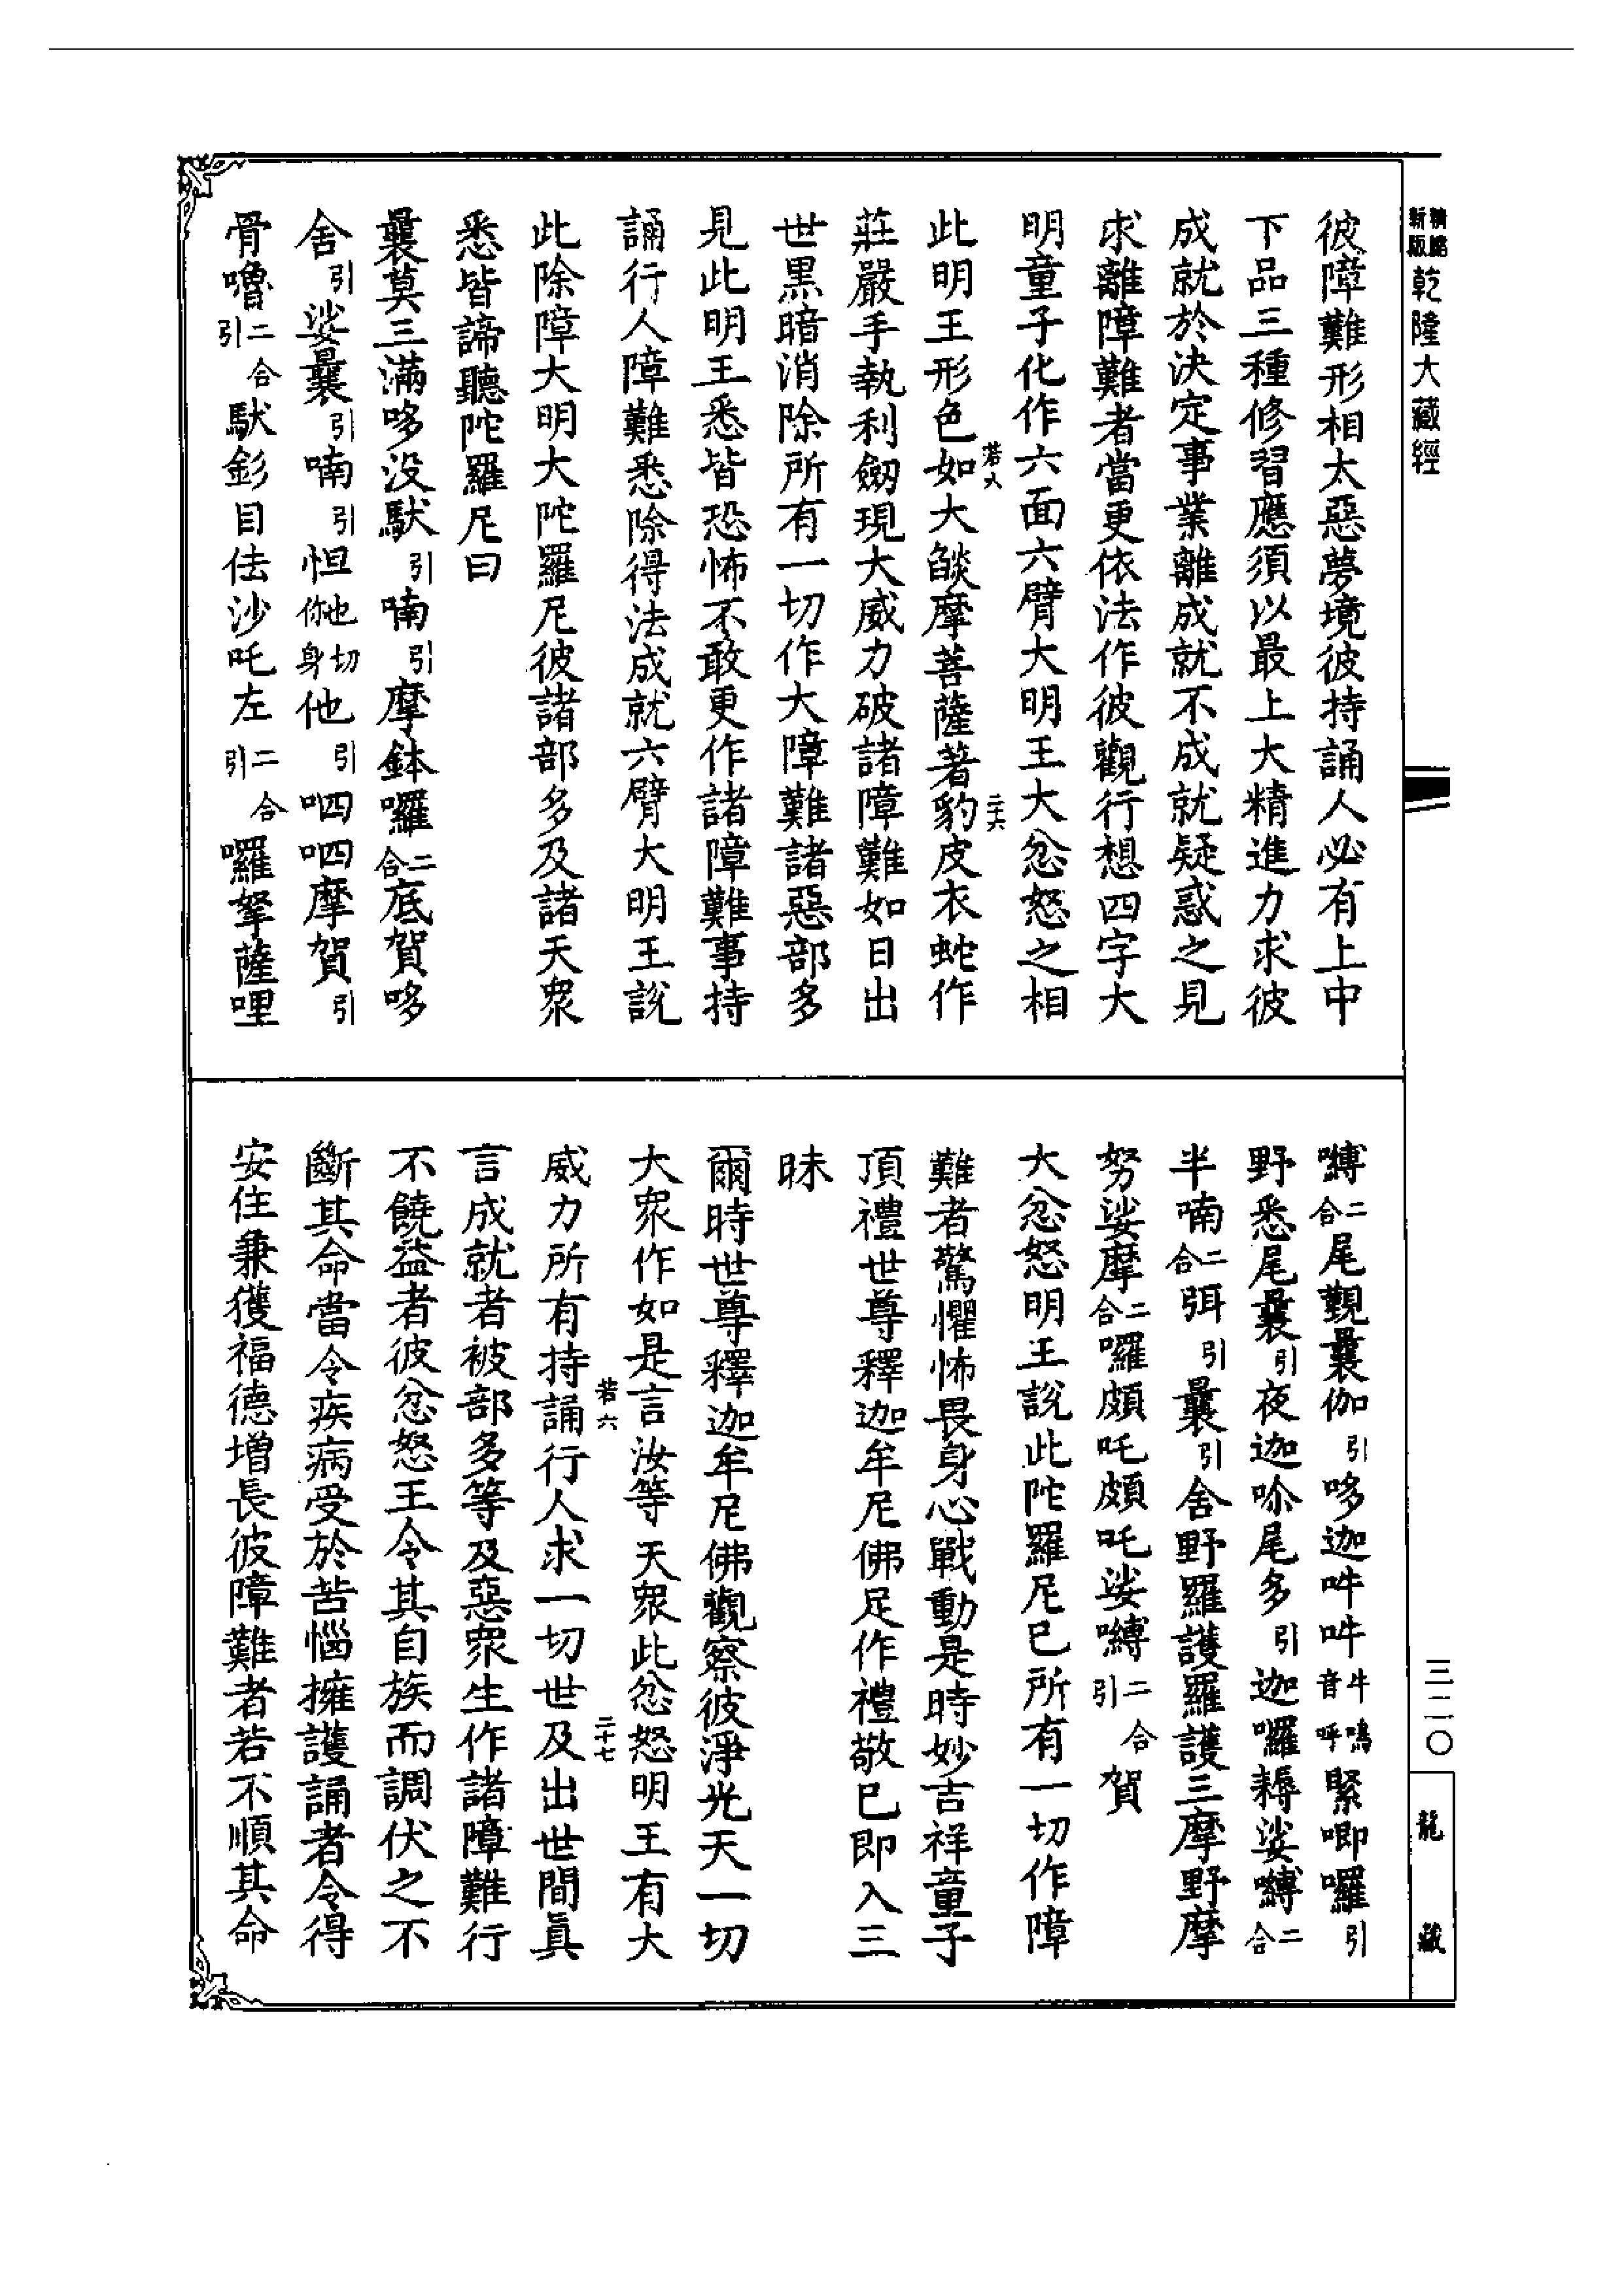 新版精略乾隆大藏經
彼障難形相太惡夢境彼持誦人必有上中
下品三種修習應須以最上大精進力求彼
成就於決定事業離成就不成就疑惑之見
求離障難者當更依法作彼觀行想四字大
明童子化作六面六臂大明王大忿怒之相
此明王形色如大燄摩菩薩著豹皮衣蛇作
莊嚴手執利劒現大威力破諸障難如日出
世黑暗消除所有一切作大障難諸惡部多
見此明王悉皆恐怖不敢更作諸障難事持
誦行人障難悉除得法成就六臂大明王說
此除障大明大陀羅尼彼諸部多及諸天眾
悉皆諦聽陀羅尼曰
曩莫三滿哆没馱引喃引摩鉢囉二合底賀哆
舍引娑曩引喃引怛你也切身他引呬呬摩賀引
骨嚕二合引馱彣目佉沙吒左二合引囉拏薩哩
嚩二合尾覲曩伽引哆迦吽吽牛鳴音呼緊唧囉引
野悉尾曩引夜迦哧尾多引迦囉耨娑嚩二合
半喃二合弭引曩引舍野羅護羅護三摩野摩
努娑摩二合囉頗吒頗吒娑嚩二合引賀
大忿怒明王說此陀羅尼已所有一切作障
難者驚懼怖畏身心戰動是時妙吉祥童子
頂禮世尊釋迦牟尼佛足作禮敬已即入三
昧
爾時世尊釋迦牟尼佛觀察彼淨光天一切
大眾作如是言汝等天眾此忿怒明王有大
威力所有持誦行人求一切世及出世間真
言成就者被部多等及惡眾生作諸障難行
不饒益者彼忿怒王令其自族而調伏之不
斷其命當令疾病受於苦惱擁護誦者令得
安住兼獲福德增長彼障難者若不順其命
三二〇
龍藏